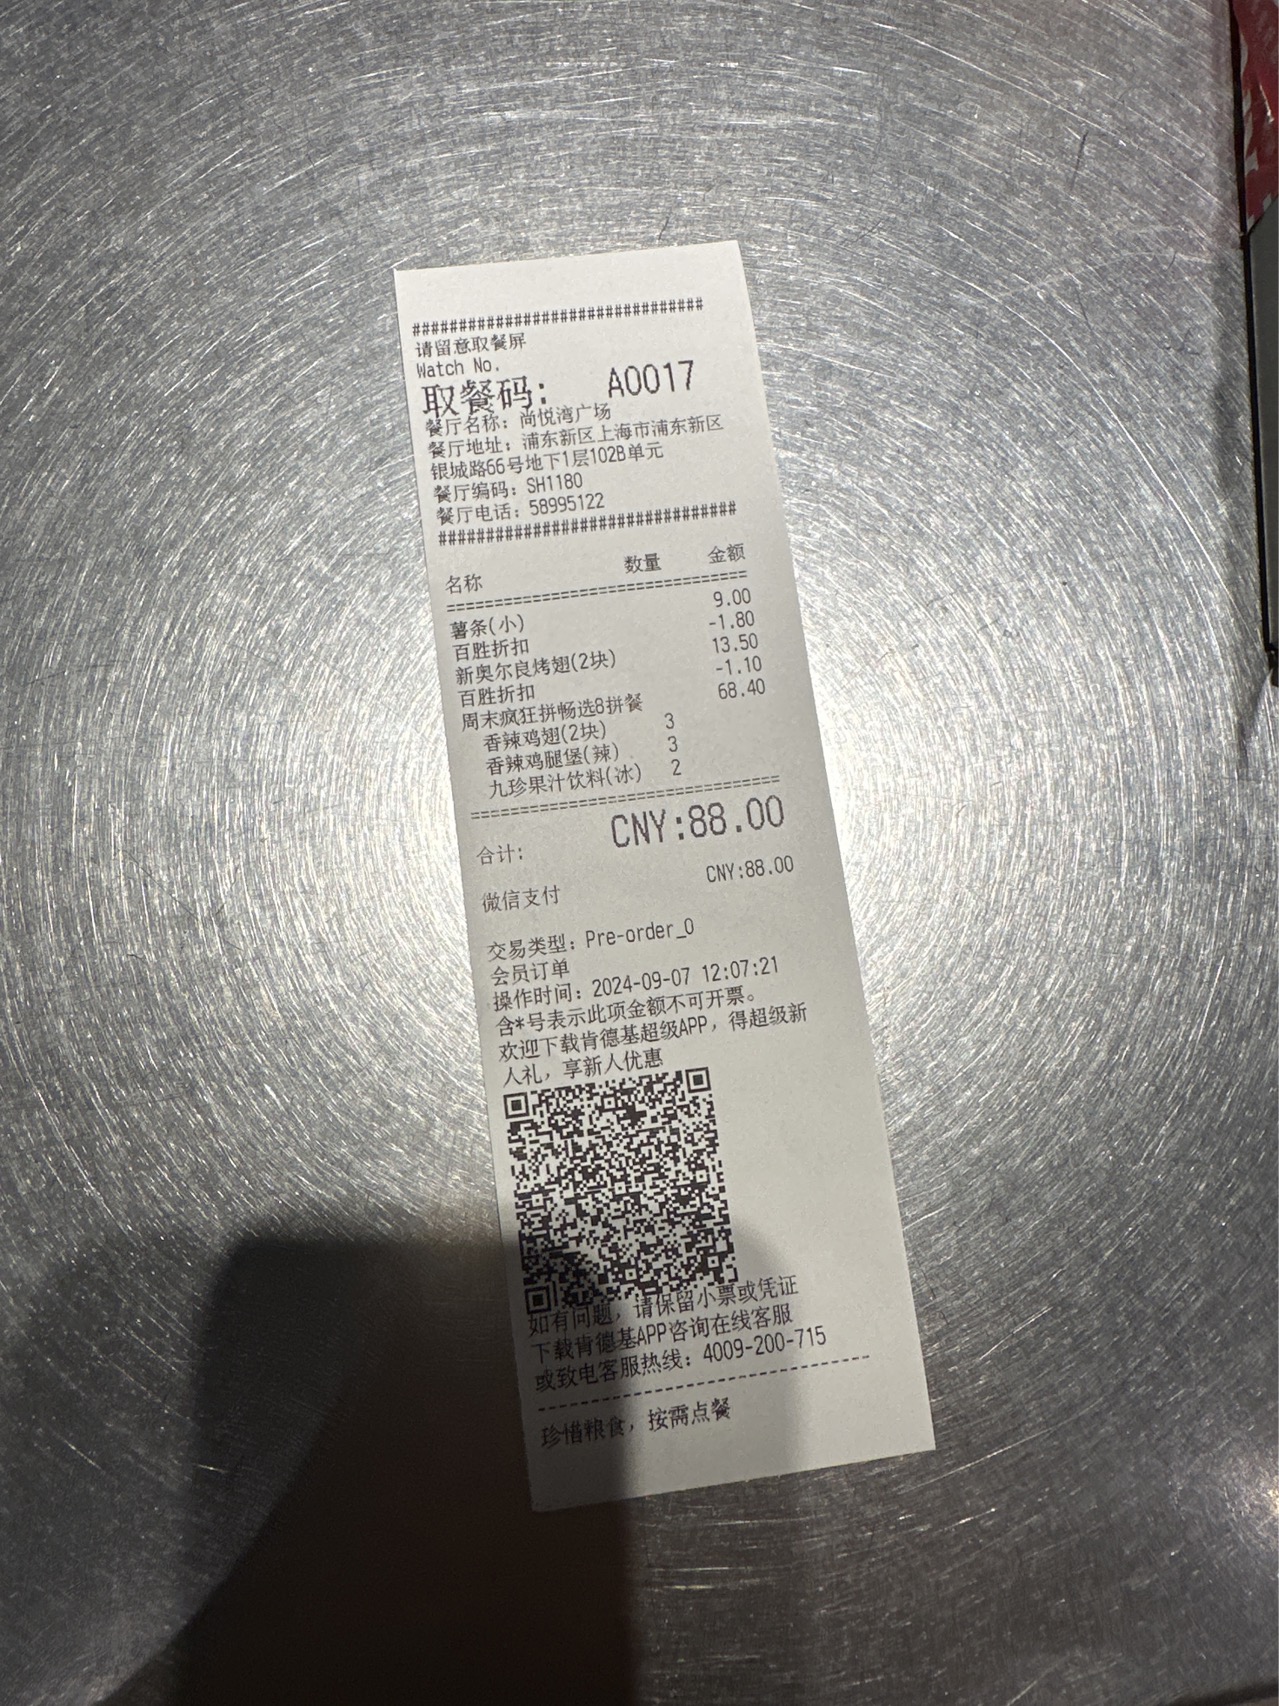 ##############################
请留意取餐屏
Watch No.
取餐码: A0017
餐厅名称: 尚悦湾广场
餐厅地址: 浦东新区上海市浦东新区
银城路66号地下1层102B单元
餐厅编码: SH1180
餐厅电话: 58995122
##############################
名称 数量 金额
==============================
薯条(小) 9.00
百胜折扣 -1.80
新奥尔良烤翅(2块) 13.50
百胜折扣 -1.10
周末疯狂拼畅选8拼餐 68.40
香辣鸡翅(2块) 3
香辣鸡腿堡(辣) 3
九珍果汁饮料(冰) 2
==============================
合计: CNY:88.00
微信支付 CNY:88.00
交易类型: Pre-order_0
会员订单
操作时间: 2024-09-07 12:07:21
含*号表示此项金额不可开票。
欢迎下载肯德基超级APP，得超级新
人礼，享新人优惠
如有问题，请保留小票或凭证
下载肯德基APP咨询在线客服
或致电客服热线: 4009-200-715
------------------------------
珍惜粮食，按需点餐